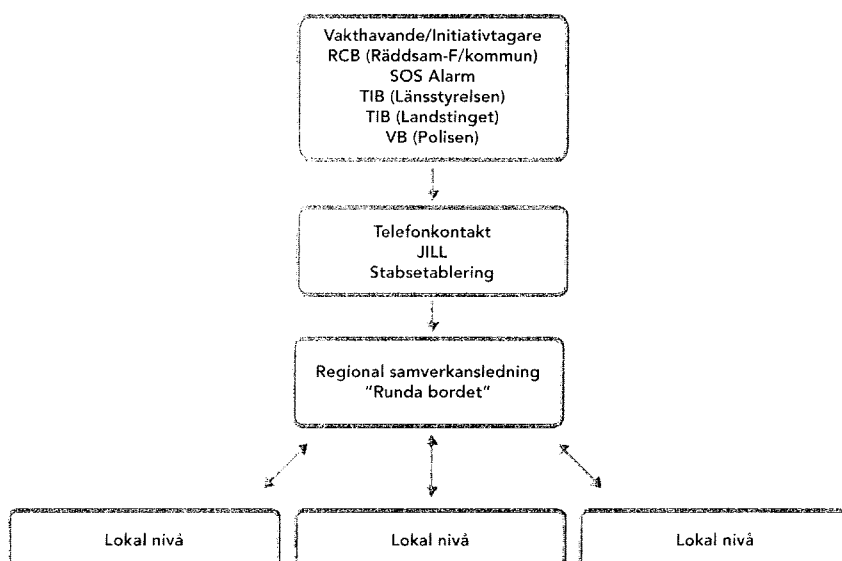 Vakthavande/Initiativtagare
RCB (Räddsam-F/kommun)
SOS Alarm
TIB (Länsstyrelsen)
TIB (Landstinget)
VB (Polisen)
Telefonkontakt
JILL
Stabsetablering
Regional samverkansledning
"Runda bordet"
Lokal nivå
Lokal nivå
Lokal nivå